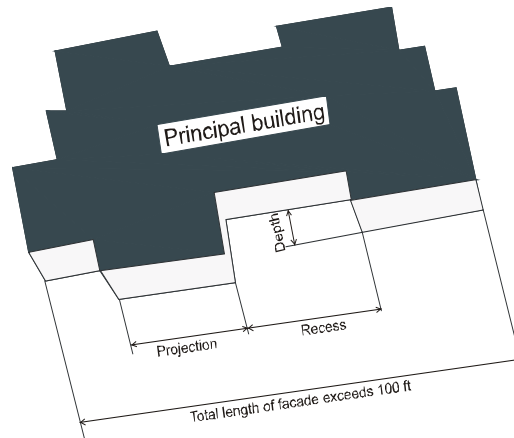 Principal building
Depth
Projection
Recess
Total length of facade exceeds 100 ft